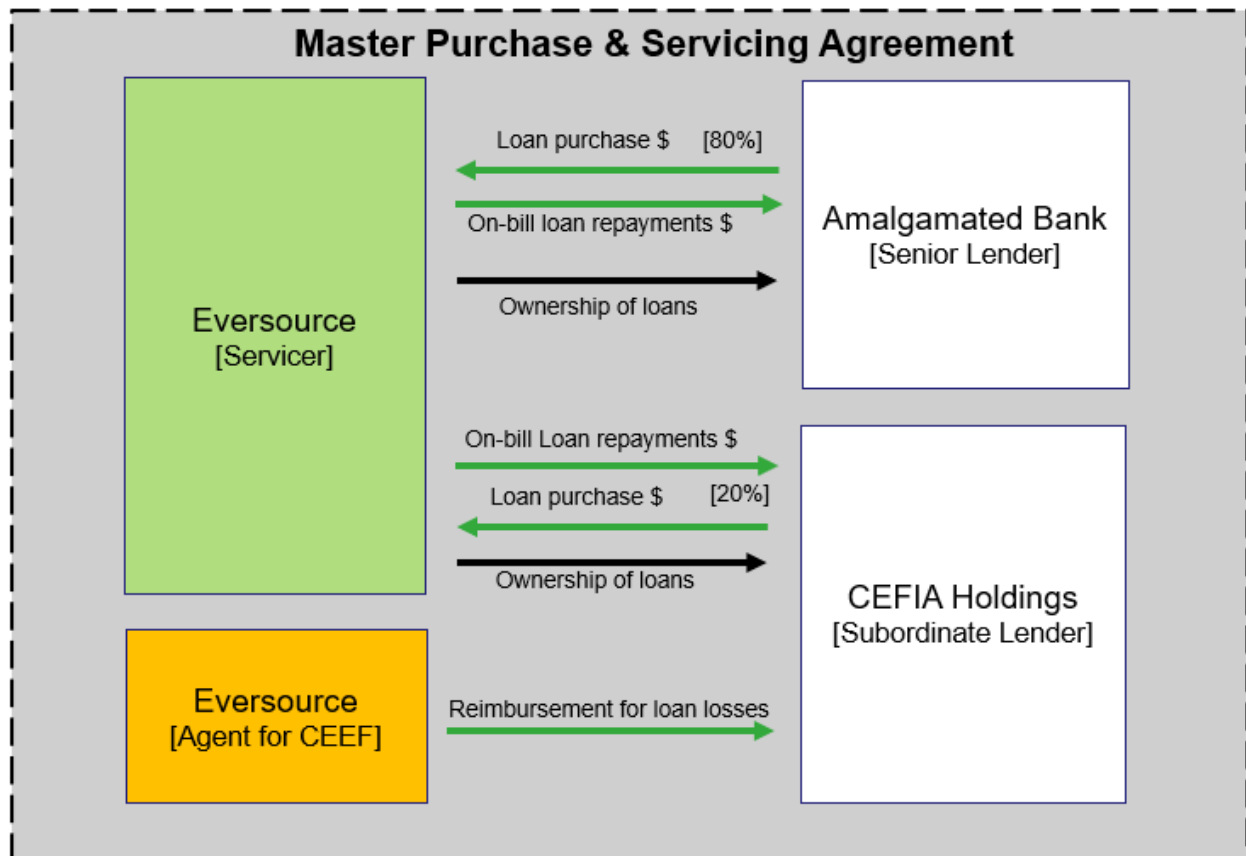 Master Purchase & Servicing Agreement
Loan purchase $ [80%]
On-bill loan repayments $
Ownership of loans
Amalgamated Bank
[Senior Lender]
Eversource
[Servicer]
On-bill Loan repayments $
Loan purchase $ [20%]
Ownership of loans
CEFIA Holdings
[Subordinate Lender]
Eversource
[Agent for CEEF]
Reimbursement for loan losses